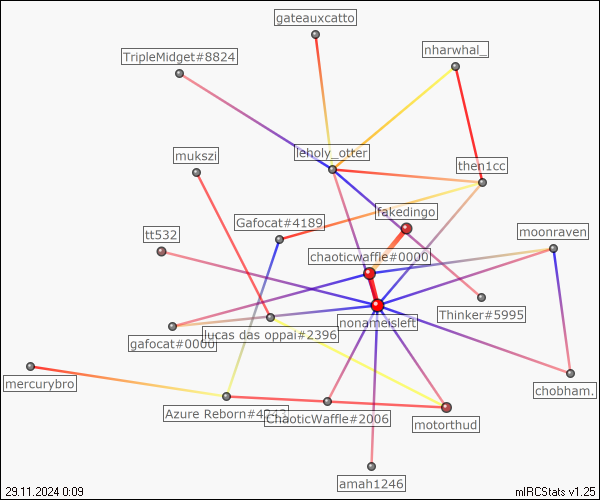 gateauxcatto
nharwhal_
TripleMidget#8824
leholy_otter
mukszi
then1cc
fakedingo
Gafocat#4189
tt532
moonraven
chaoticwaffle#0000
Thinker#5995
nonameisleft
lucas das oppai#2396
gafocat#0000
mercurybro
chobham.
Azure Reborn#4242
ChaoticWaffle#2006
motorthud
amah1246
29.11.2024 0:09
mIRCStats v1.25